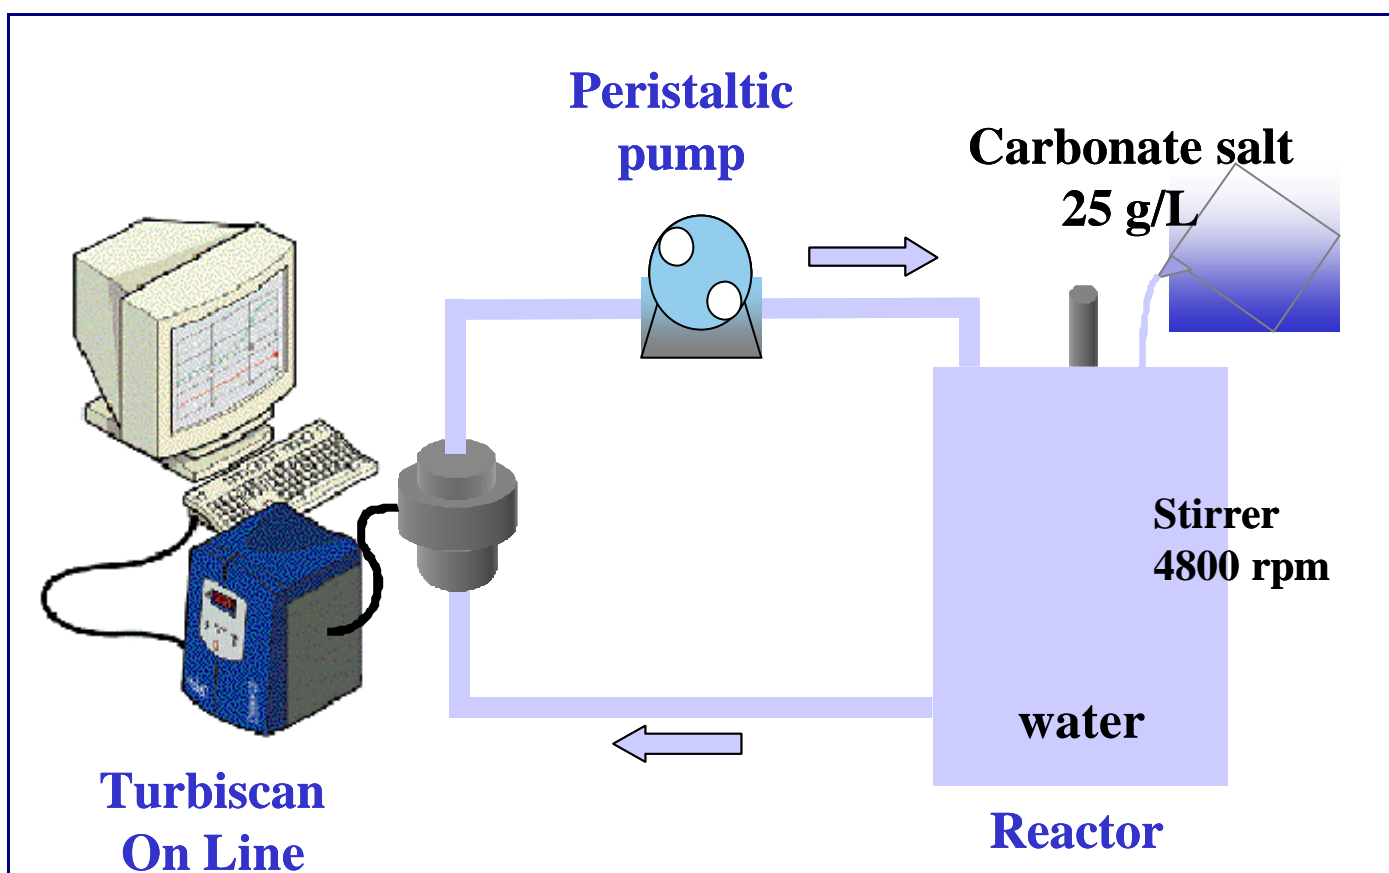 Peristaltic
pump
Carbonate salt
25 g/L
Stirrer
4800 rpm
water
Turbiscan
On Line
Reactor